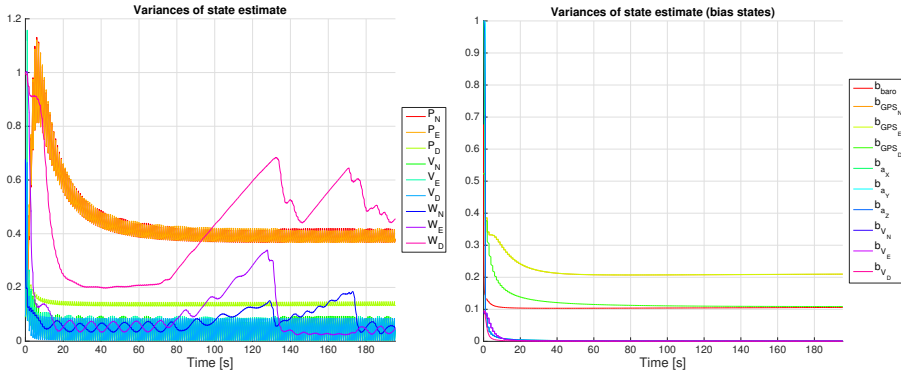 Variances of state estimate
1.2
1
0.8
0.6
0.4
0.2
0
0 20 40 60 80 100 120 140 160 180
Time [s]
P_N
P_E
P_D
V_N
V_E
V_D
W_N
W_E
W_D
Variances of state estimate (bias states)
1
0.9
0.8
0.7
0.6
0.5
0.4
0.3
0.2
0.1
0
0 20 40 60 80 100 120 140 160 180
Time [s]
b_baro
b_GPS_N
b_GPS_E
b_GPS_D
b_a_X
b_a_Y
b_a_Z
b_V_N
b_V_E
b_V_D